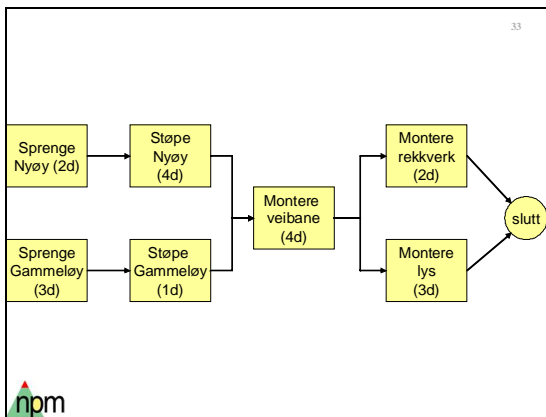 33
Sprenge
Nyøy (2d)
Støpe
Nyøy
(4d)
Montere
rekkverk
(2d)
Montere
veibane
(4d)
slutt
Sprenge
Gammeløy
(3d)
Støpe
Gammeløy
(1d)
Montere
lys
(3d)
npm